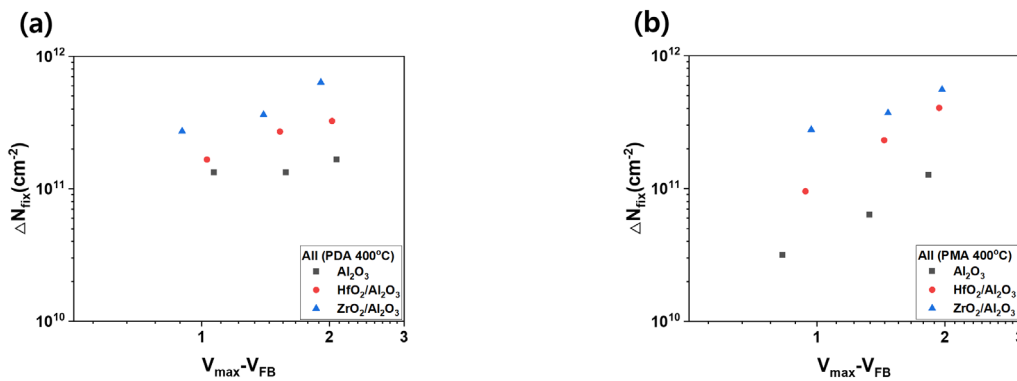 (a)
10¹²
10¹¹
10¹⁰
△N_fix(cm⁻²)
All (PDA 400°C)
Al₂O₃
HfO₂/Al₂O₃
ZrO₂/Al₂O₃
1
2
3
V_max-V_FB
(b)
10¹²
10¹¹
10¹⁰
△N_fix(cm⁻²)
All (PMA 400°C)
Al₂O₃
HfO₂/Al₂O₃
ZrO₂/Al₂O₃
1
2
3
V_max-V_FB